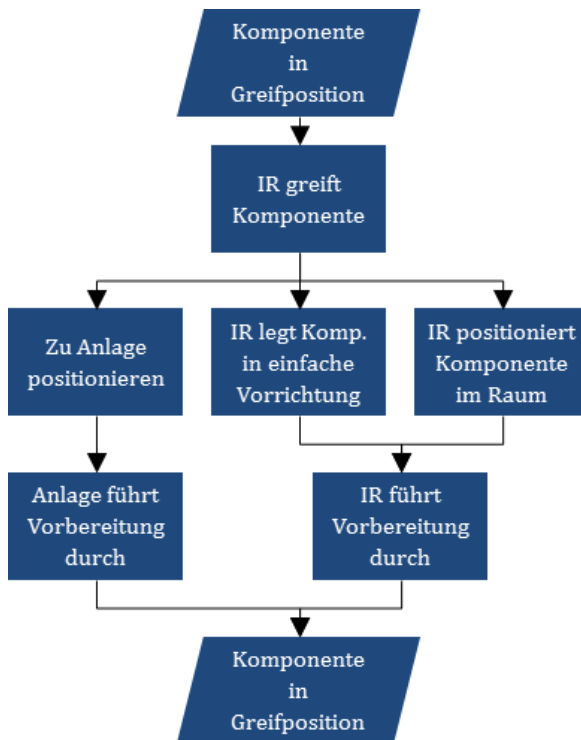 Komponente
in
Greifposition
IR greift
Komponente
Zu Anlage
positionieren
IR legt Komp.
in einfache
Vorrichtung
IR positioniert
Komponente
im Raum
Anlage führt
Vorbereitung
durch
IR führt
Vorbereitung
durch
Komponente
in
Greifposition